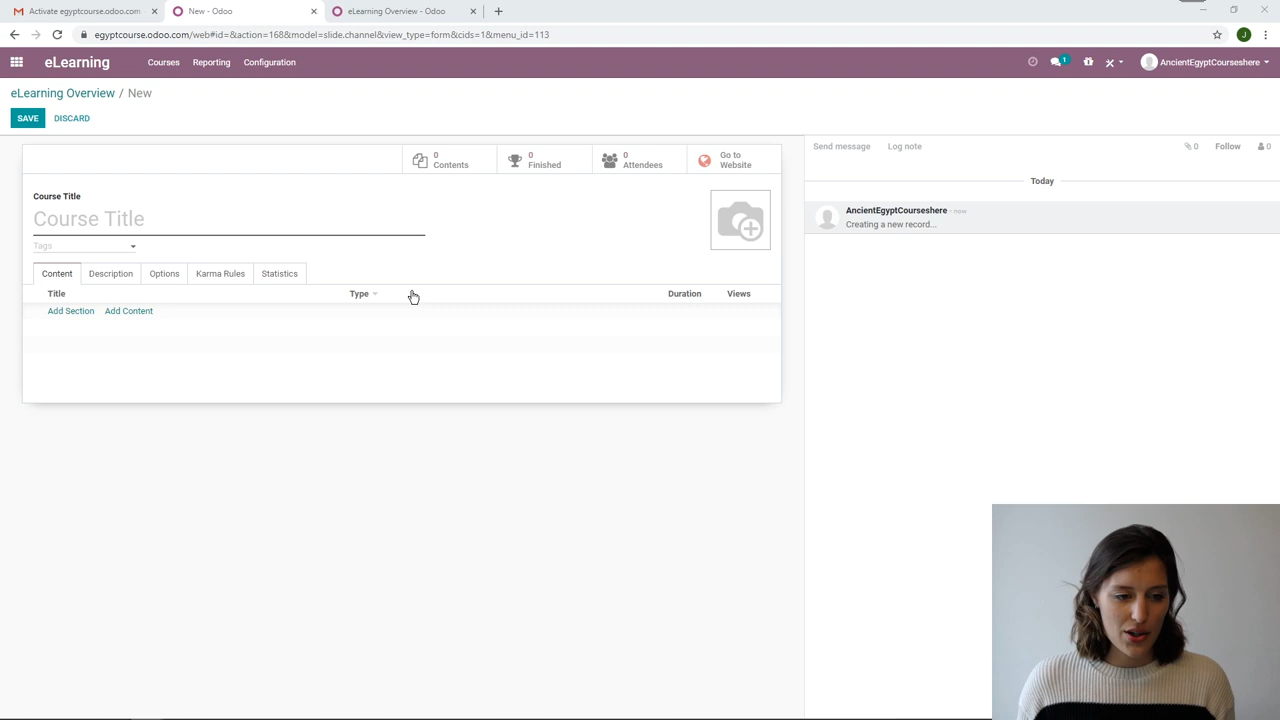 Activate egyptcourse.odoo.com
New - Odoo
eLearning Overview - Odoo
egyptcourse.odoo.com/web#id=&action=168&model=slide.channel&view_type=form&cids=1&menu_id=113
J
eLearning
Courses
Reporting
Configuration
1
AncientEgyptCourseshere
eLearning Overview / New
SAVE
DISCARD
0
Contents
0
Finished
0
Attendees
Go to
Website
Send message
Log note
0
Follow
0
Today
AncientEgyptCourseshere - now
Creating a new record...
Course Title
Course Title
Tags
Content
Description
Options
Karma Rules
Statistics
Title
Type
Duration
Views
Add Section
Add Content